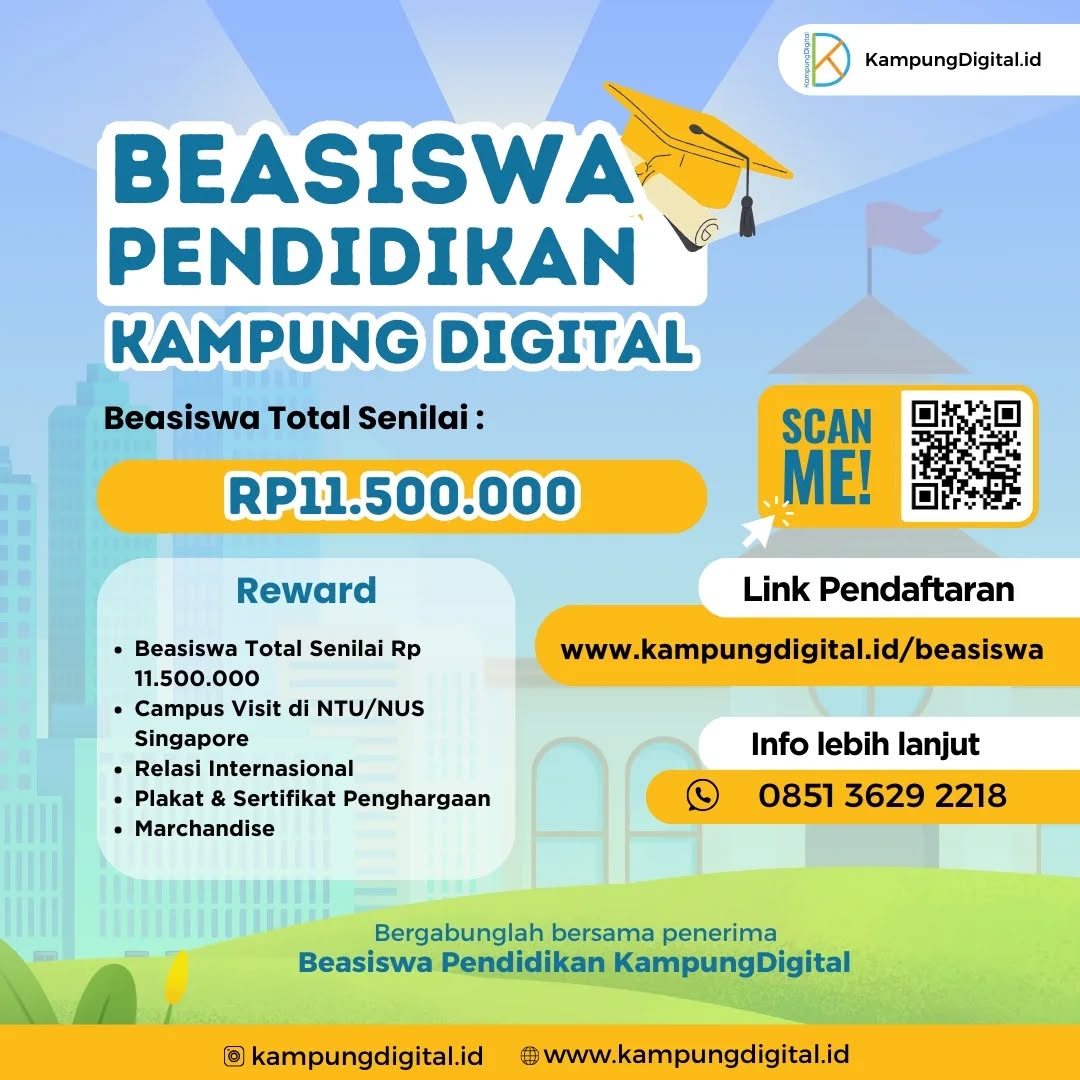 KampungDigital
KampungDigital.id
BEASISWA
PENDIDIKAN
KAMPUNG DIGITAL
Beasiswa Total Senilai :
RP11.500.000
SCAN
ME!
Reward
• Beasiswa Total Senilai Rp
11.500.000
• Campus Visit di NTU/NUS
Singapore
• Relasi Internasional
• Plakat & Sertifikat Penghargaan
• Marchandise
Link Pendaftaran
www.kampungdigital.id/beasiswa
Info lebih lanjut
0851 3629 2218
Bergabunglah bersama penerima
Beasiswa Pendidikan KampungDigital
kampungdigital.id
www.kampungdigital.id